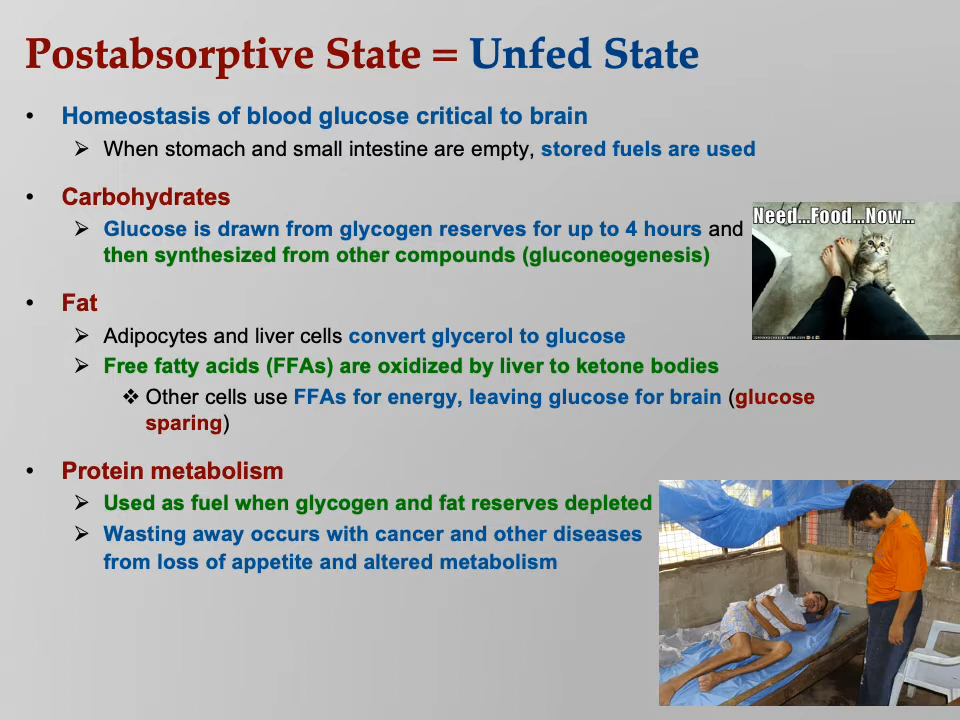 Postabsorptive State = Unfed State
• Homeostasis of blood glucose critical to brain
➢ When stomach and small intestine are empty, stored fuels are used
• Carbohydrates
➢ Glucose is drawn from glycogen reserves for up to 4 hours and
then synthesized from other compounds (gluconeogenesis)
Need...Food...Now...
• Fat
➢ Adipocytes and liver cells convert glycerol to glucose
➢ Free fatty acids (FFAs) are oxidized by liver to ketone bodies
❖ Other cells use FFAs for energy, leaving glucose for brain (glucose
sparing)
• Protein metabolism
➢ Used as fuel when glycogen and fat reserves depleted
➢ Wasting away occurs with cancer and other diseases
from loss of appetite and altered metabolism